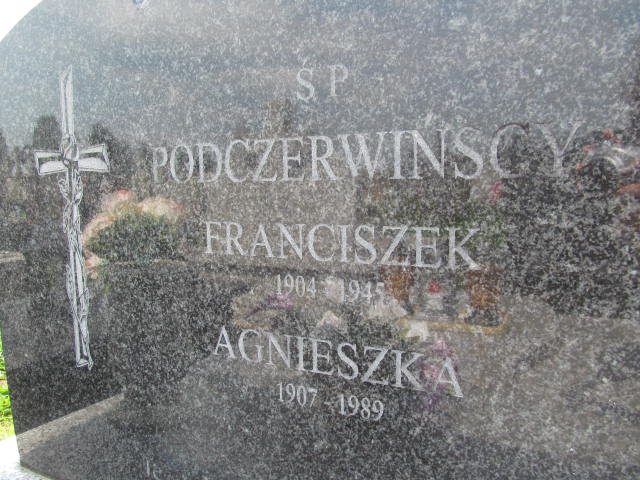 Ś P
PODCZERWIŃSCY
FRANCISZEK
1904 - 1945
AGNIESZKA
1907 - 1989